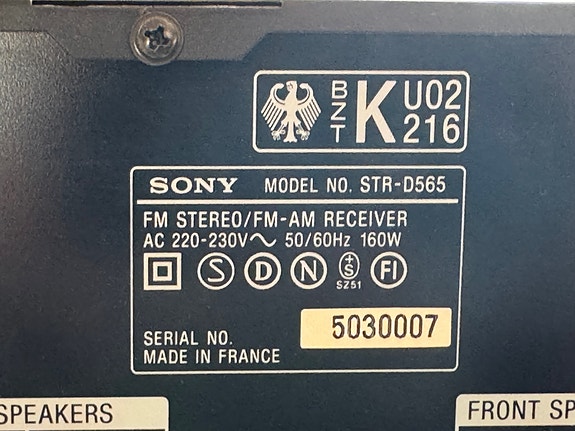 BZT K U02
216
SONY MODEL NO. STR-D565
FM STEREO/FM-AM RECEIVER
AC 220-230V～ 50/60Hz 160W
S D N +S FI
SZ51
5030007
SERIAL NO.
MADE IN FRANCE
SPEAKERS
FRONT SP